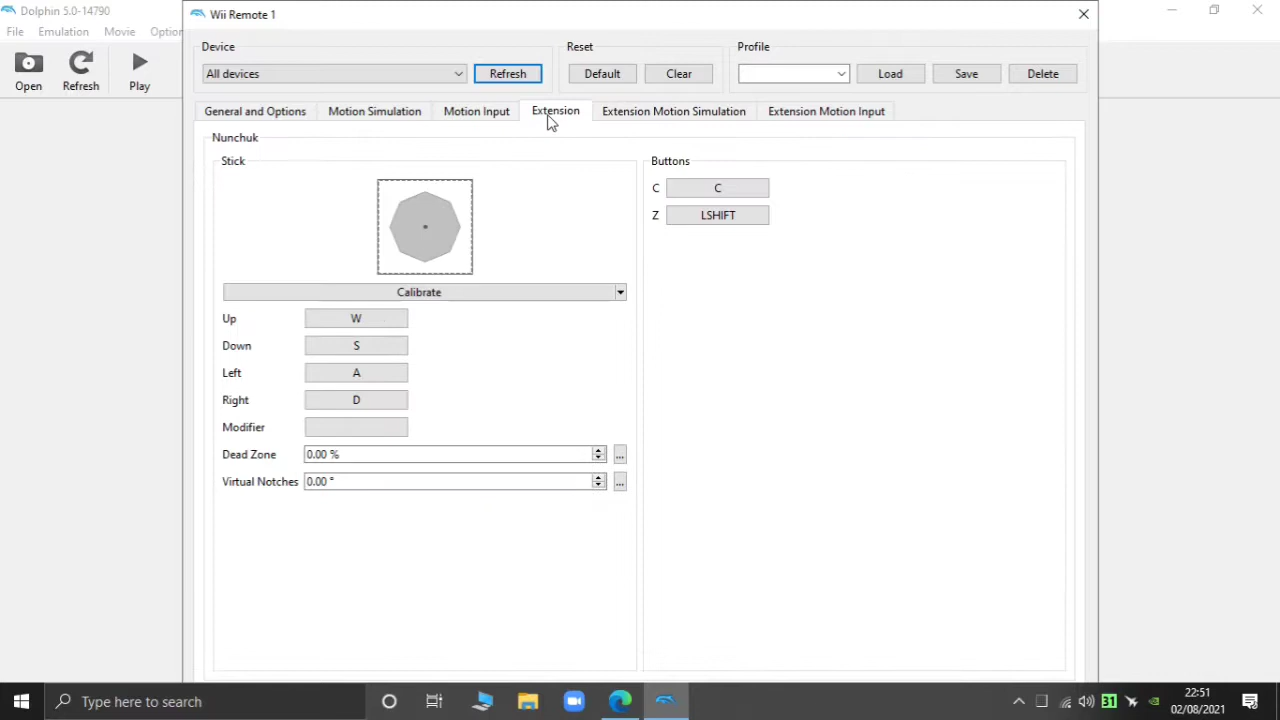 Dolphin 5.0-14790
File Emulation Movie Option
Open Refresh Play
Wii Remote 1
Device
All devices
Refresh
Reset
Default
Clear
Profile
Load
Save
Delete
General and Options
Motion Simulation
Motion Input
Extension
Extension Motion Simulation
Extension Motion Input
Nunchuk
Stick
Calibrate
Up W
Down S
Left A
Right D
Modifier
Dead Zone 0.00 % ...
Virtual Notches 0.00 ° ...
Buttons
C C
Z LSHIFT
Type here to search
31
22:51
02/08/2021